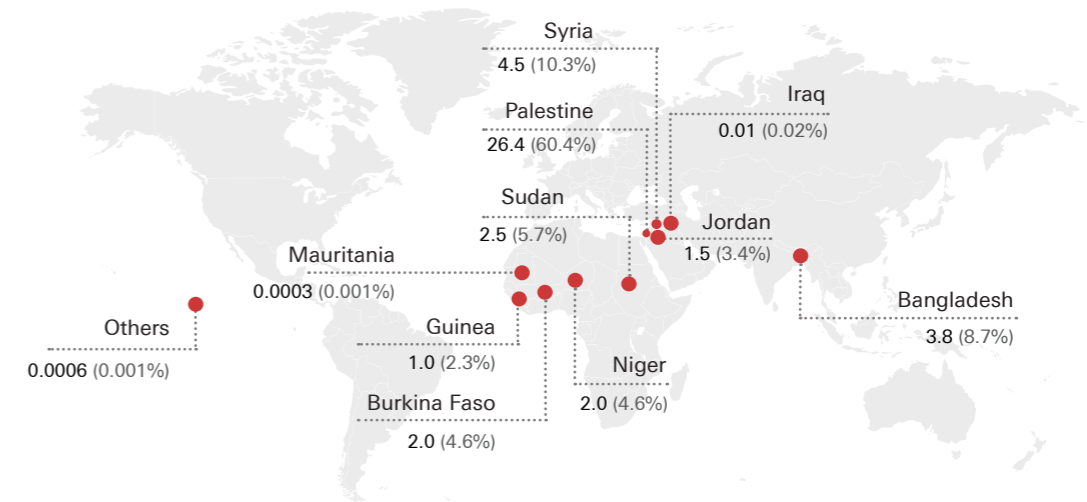 Syria
4.5 (10.3%)
Iraq
0.01 (0.02%)
Palestine
26.4 (60.4%)
Sudan
2.5 (5.7%)
Jordan
1.5 (3.4%)
Mauritania
0.0003 (0.001%)
Bangladesh
3.8 (8.7%)
Others
0.0006 (0.001%)
Guinea
1.0 (2.3%)
Niger
2.0 (4.6%)
Burkina Faso
2.0 (4.6%)